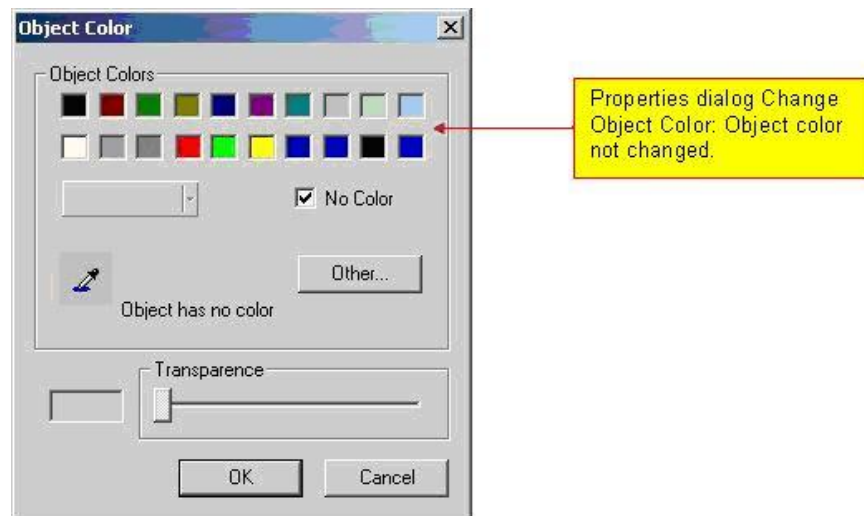 Object Color
Object Colors
Properties dialog Change
Object Color: Object color
not changed.
No Color
Other...
Object has no color
Transparence
OK
Cancel